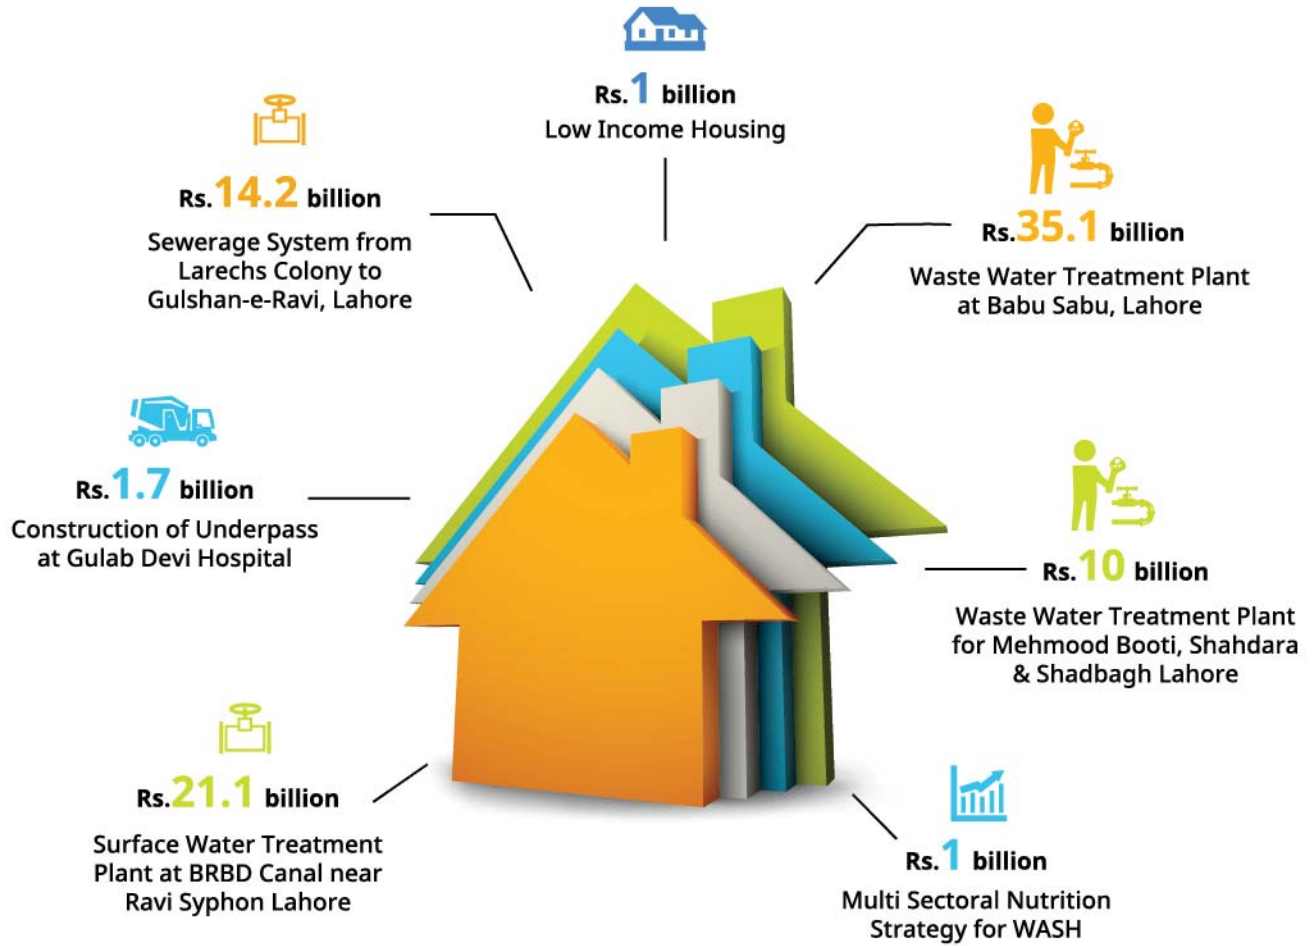 Rs.1 billion
Low Income Housing
Rs.14.2 billion
Sewerage System from
Larechs Colony to
Gulshan-e-Ravi, Lahore
Rs.35.1 billion
Waste Water Treatment Plant
at Babu Sabu, Lahore
Rs.1.7 billion
Construction of Underpass
at Gulab Devi Hospital
Rs.10 billion
Waste Water Treatment Plant
for Mehmood Booti, Shahdara
& Shadbagh Lahore
Rs.21.1 billion
Surface Water Treatment
Plant at BRBD Canal near
Ravi Syphon Lahore
Rs.1 billion
Multi Sectoral Nutrition
Strategy for WASH